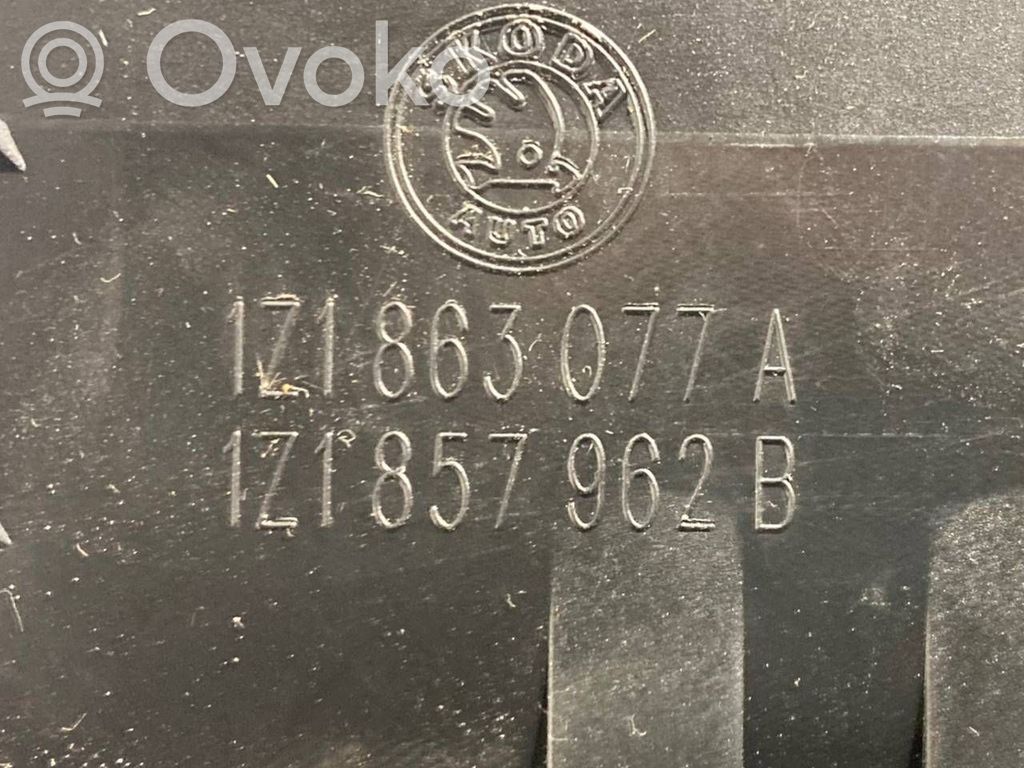 Ovoko
ŠKODA
AUTO
1Z1 863 077 A
1Z1 857 962 B